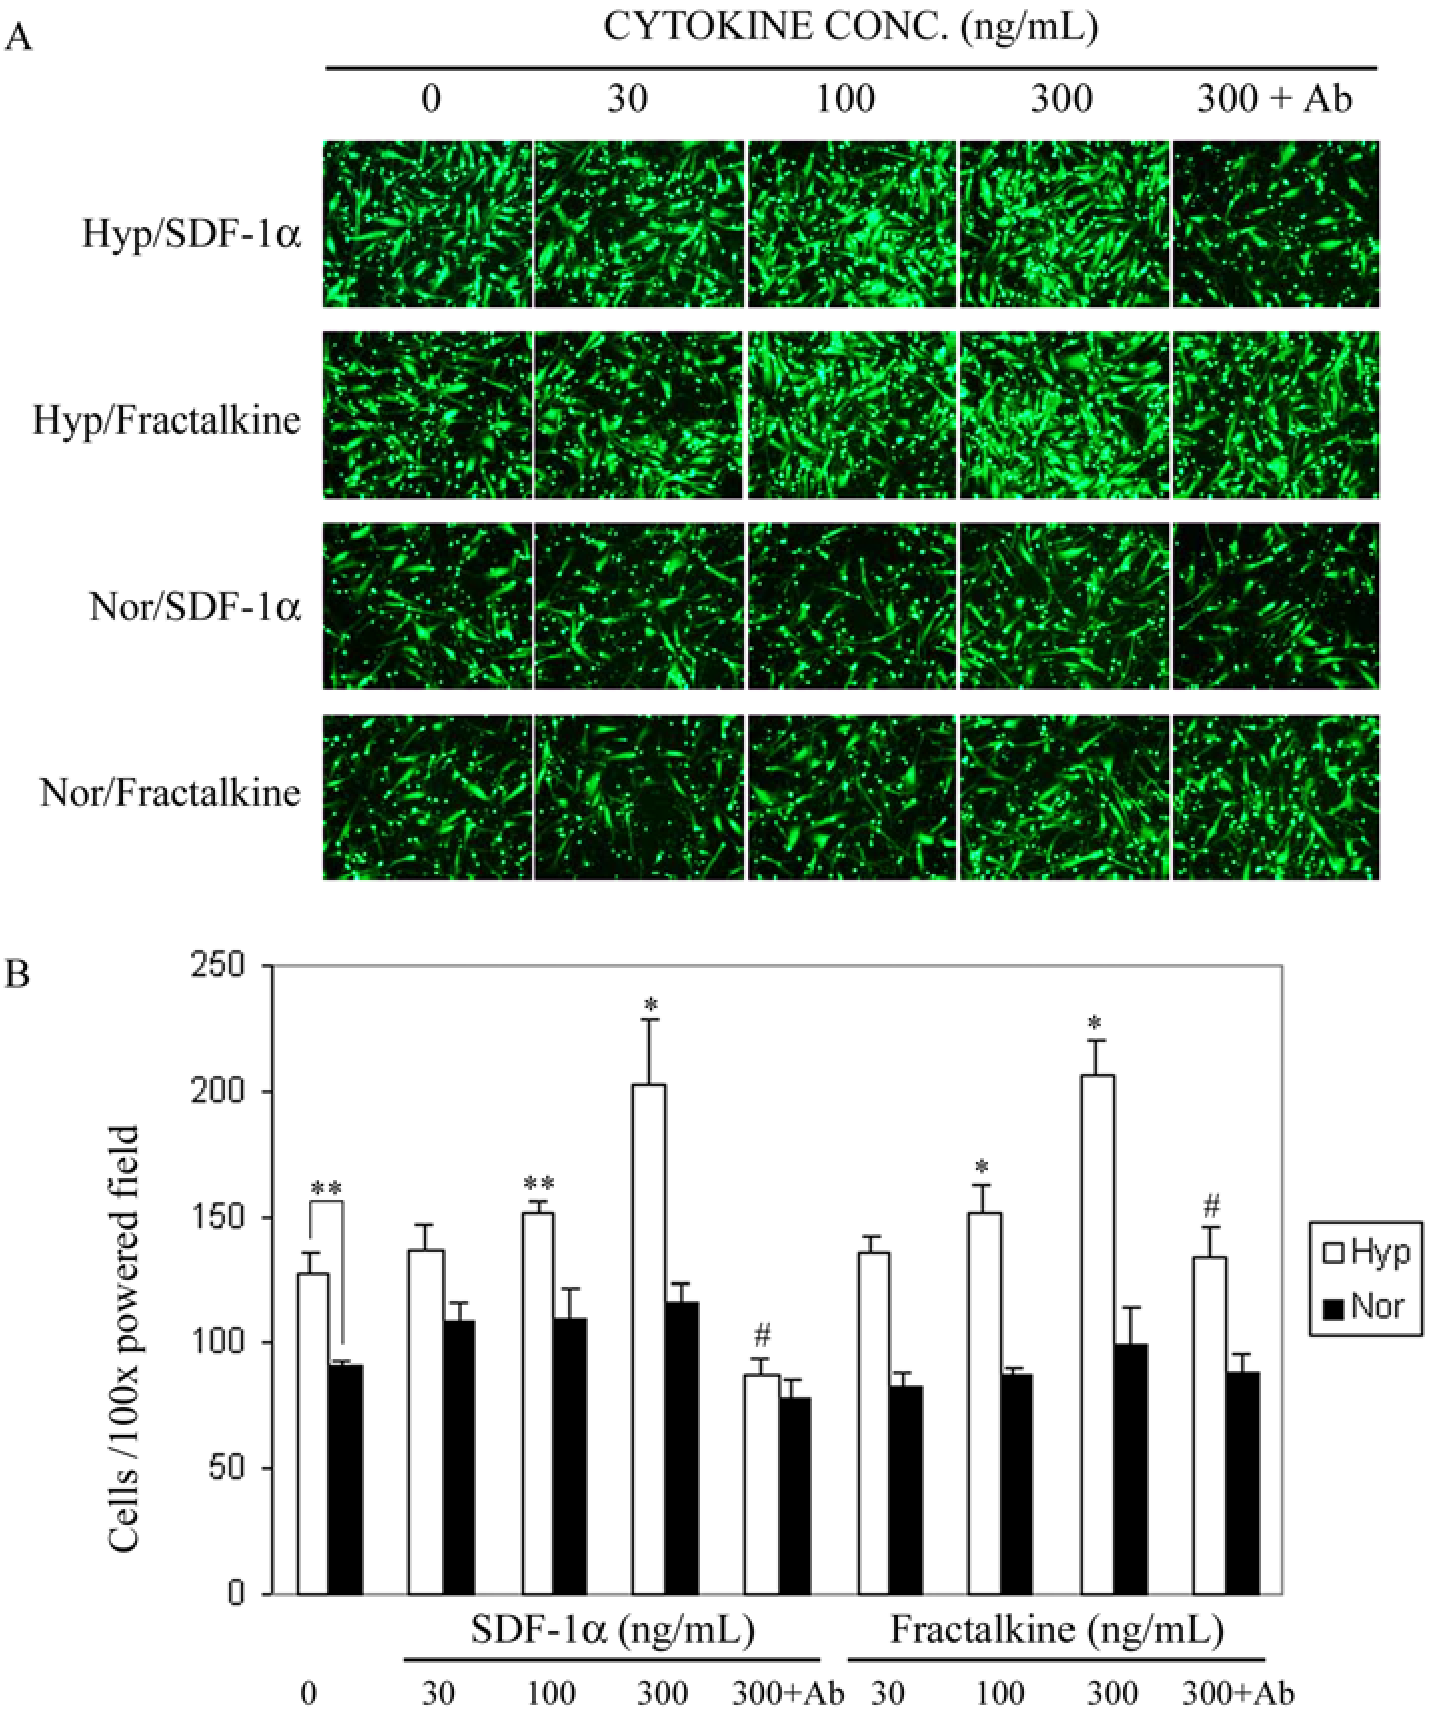 A
CYTOKINE CONC. (ng/mL)
0 30 100 300 300 + Ab
Hyp/SDF-1α
Hyp/Fractalkine
Nor/SDF-1α
Nor/Fractalkine
B
Cells /100x powered field
250
200
150
100
50
0
**
**
*
#
*
*
#
Hyp
Nor
SDF-1α (ng/mL) Fractalkine (ng/mL)
0 30 100 300 300+Ab 30 100 300 300+Ab